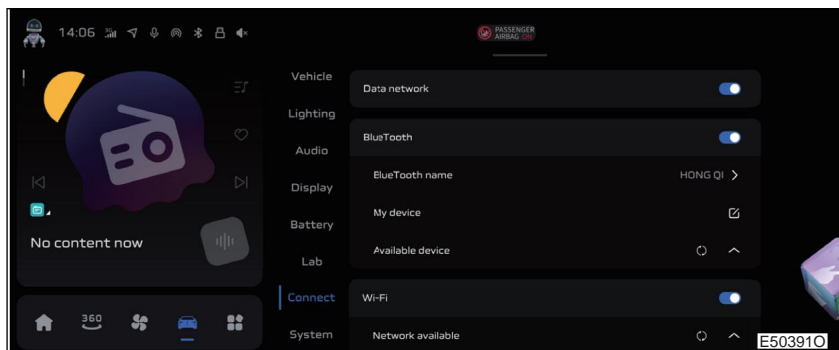 14:06
PASSENGER
AIRBAG ON
Vehicle
Lighting
Audio
Display
Battery
Lab
Connect
System
Data network
BlueTooth
BlueTooth name
HONG QI
My device
Available device
Wi-Fi
Network available
No content now
360
E50391O